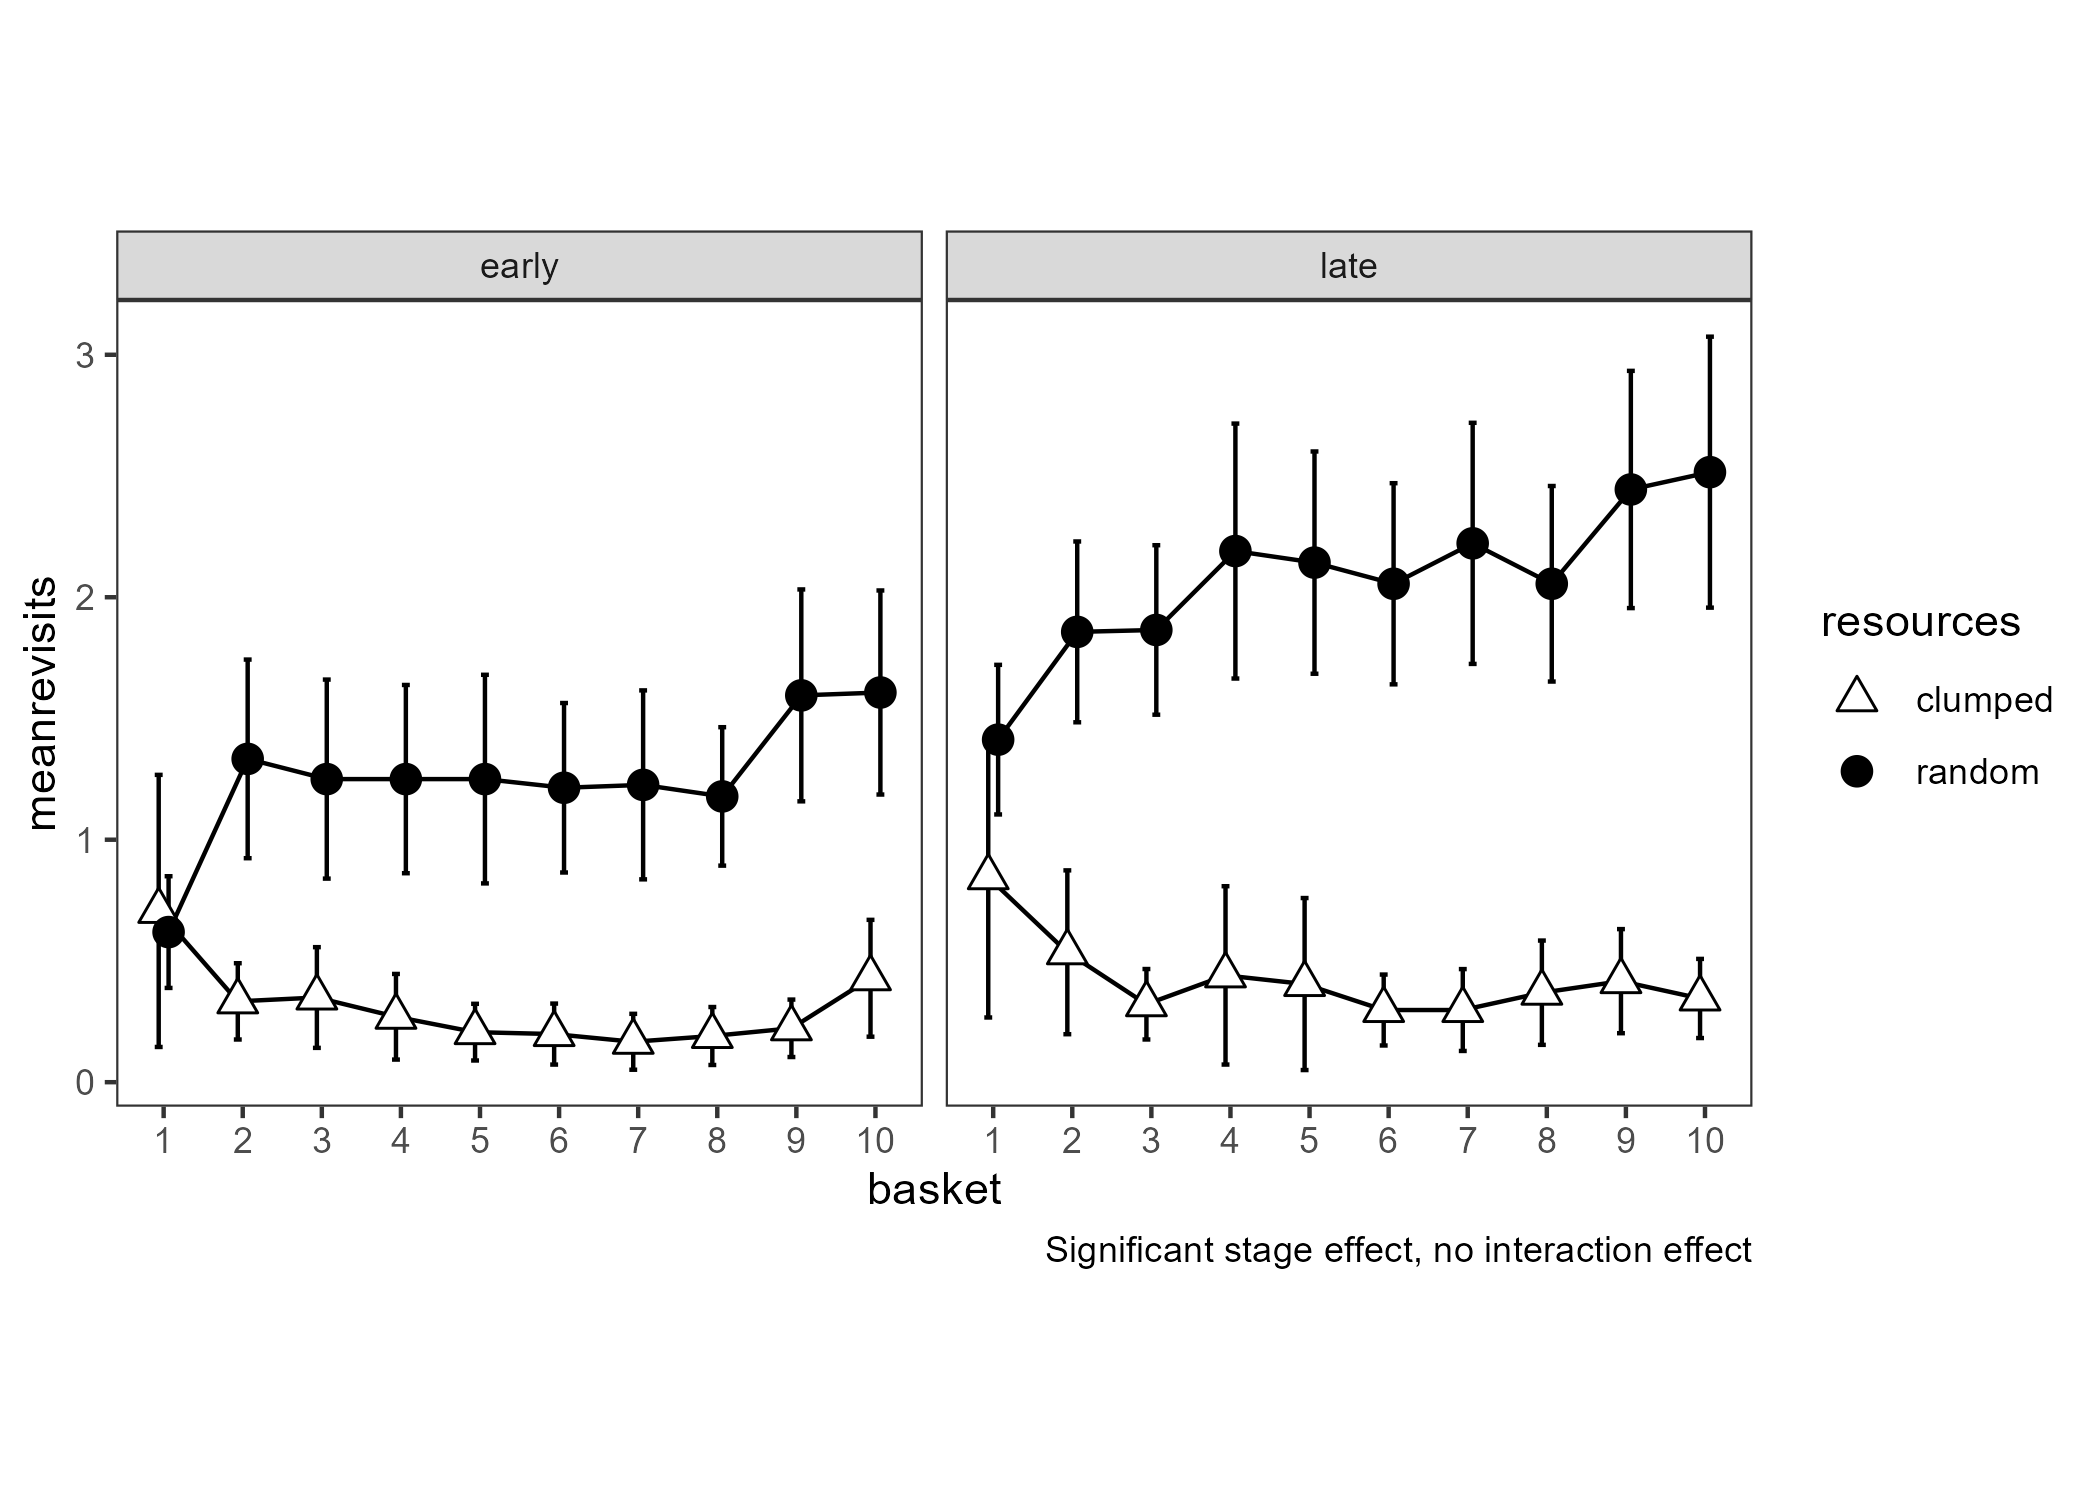 early
late
3
2
1
0
meanrevisits
1 2 3 4 5 6 7 8 9 10
1 2 3 4 5 6 7 8 9 10
basket
Significant stage effect, no interaction effect
resources
clumped
random